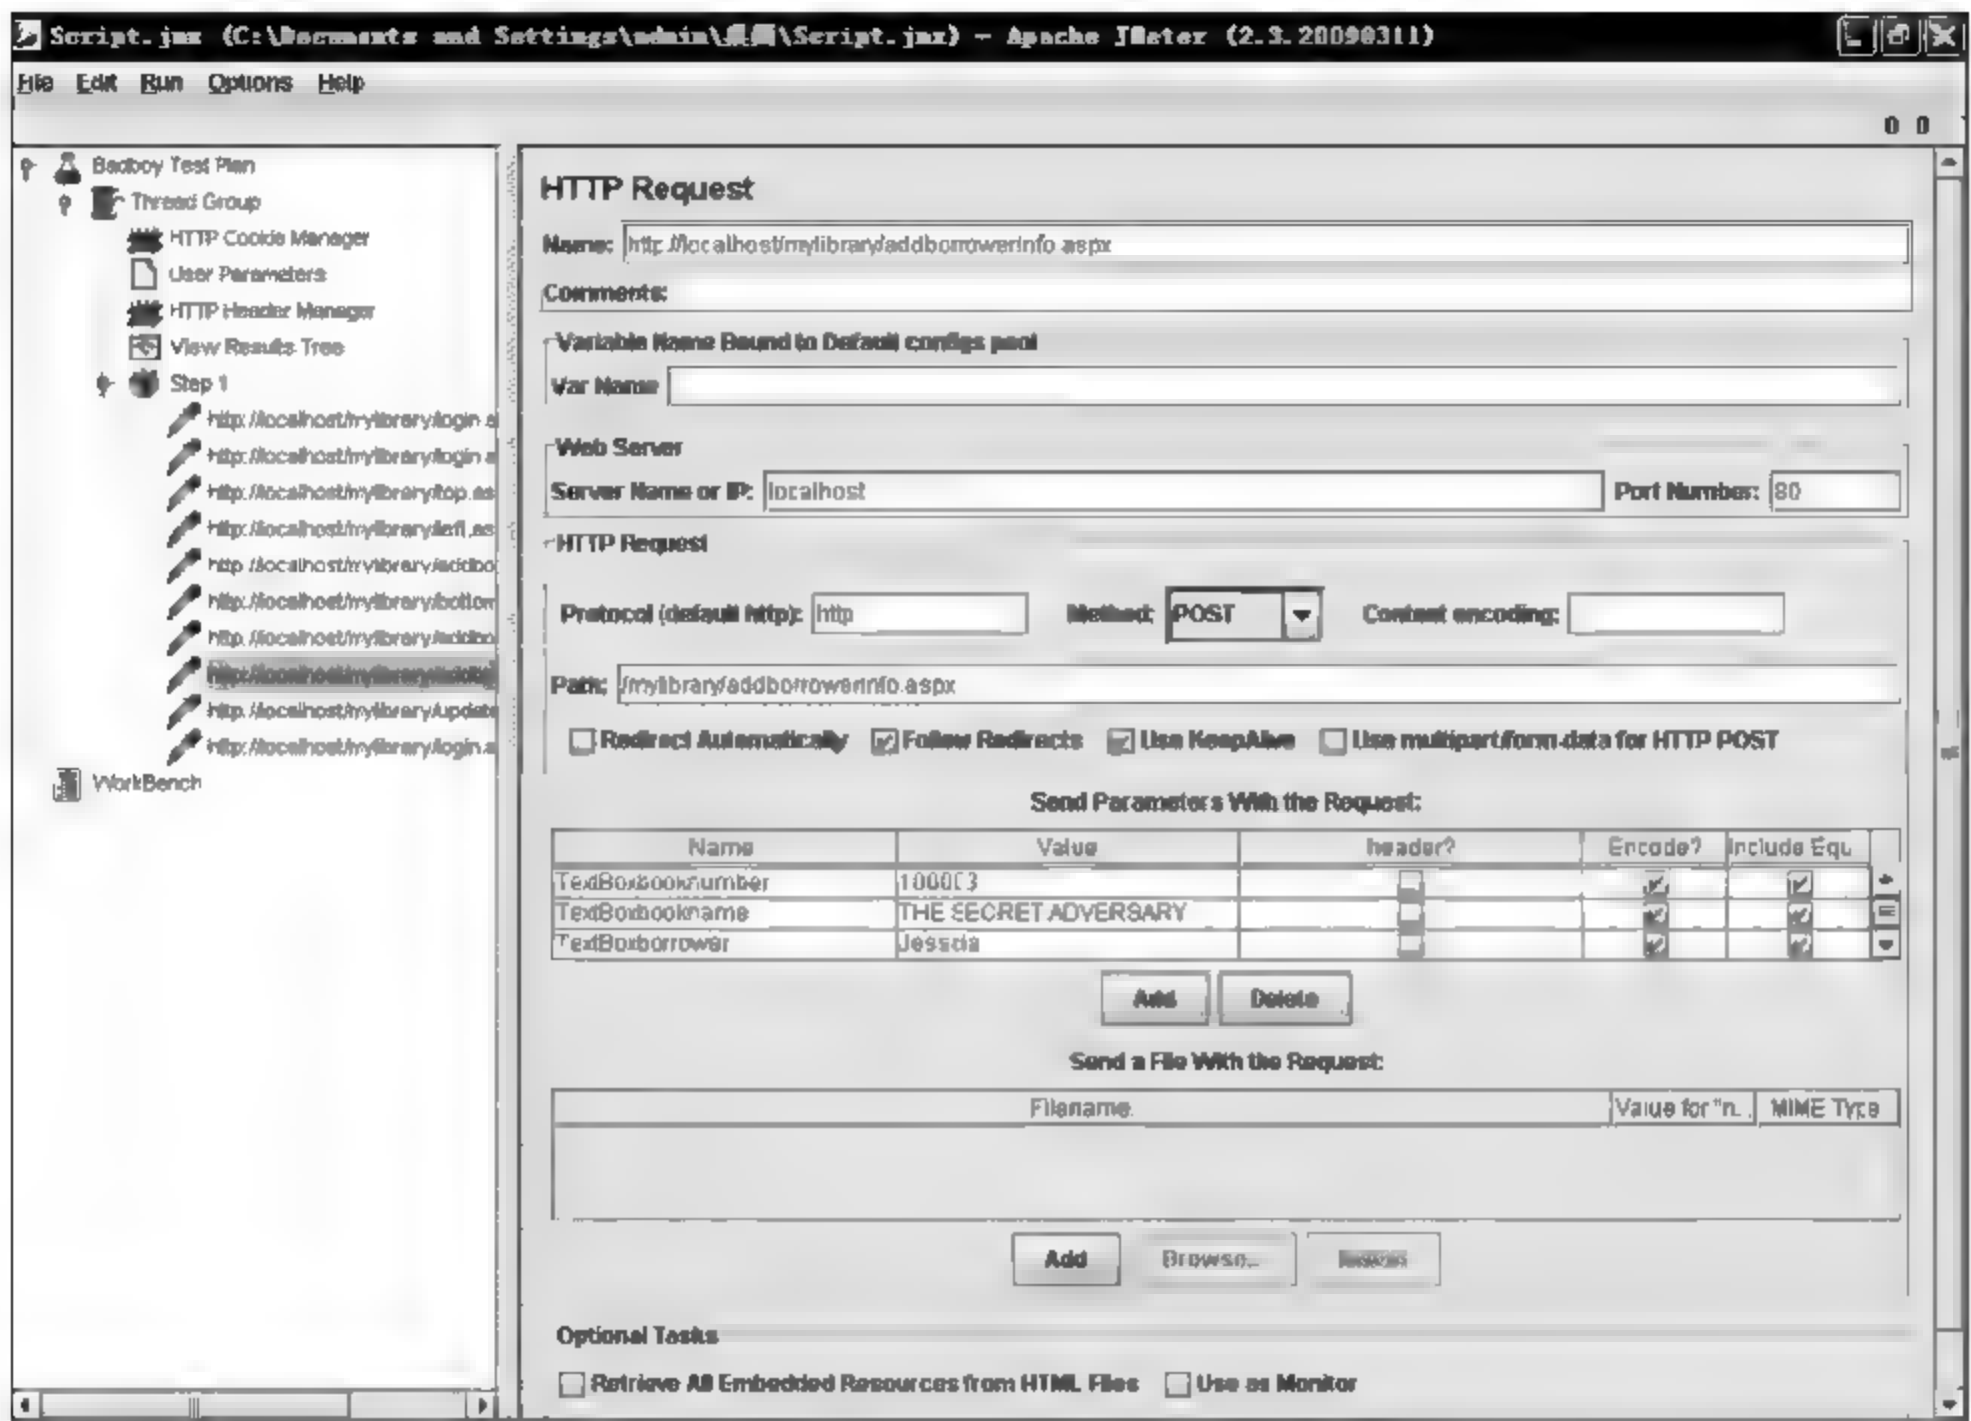 Script.jmx (C:\Documents and Settings\admin\桌面\Script.jmx) - Apache JMeter (2.3.20090311)
File Edit Run Options Help
0 0
Badboy Test Plan
Thread Group
HTTP Cookie Manager
User Parameters
HTTP Header Manager
View Results Tree
Step 1
http://localhost/mylibrary/login.a
http://localhost/mylibrary/login.a
http://localhost/mylibrary/top.as
http://localhost/mylibrary/left.as
http://localhost/mylibrary/addbo
http://localhost/mylibrary/bottom
http://localhost/mylibrary/addbo
http://localhost/mylibrary/addbo
http://localhost/mylibrary/update
http://localhost/mylibrary/login.a
WorkBench
HTTP Request
Name: http://localhost/mylibrary/addborrowerinfo.aspx
Comments:
Variable Name Bound to Default configs pool
Var Name
Web Server
Server Name or IP: localhost Port Number: 80
HTTP Request
Protocol (default http): http Method: POST Content encoding:
Path: /mylibrary/addborrowerinfo.aspx
Redirect Automatically Follow Redirects Use KeepAlive Use multipart/form-data for HTTP POST
Send Parameters With the Request:
Name Value header? Encode? Include Equ
TextBoxbooknumber 100003
TextBoxbookname THE SECRET ADVERSARY
TextBoxborrower
Add Delete
Send a File With the Request:
Filename: Value for "n... MIME Type
Add Browse...
Optional Tasks
Retrieve All Embedded Resources from HTML Files Use as Monitor